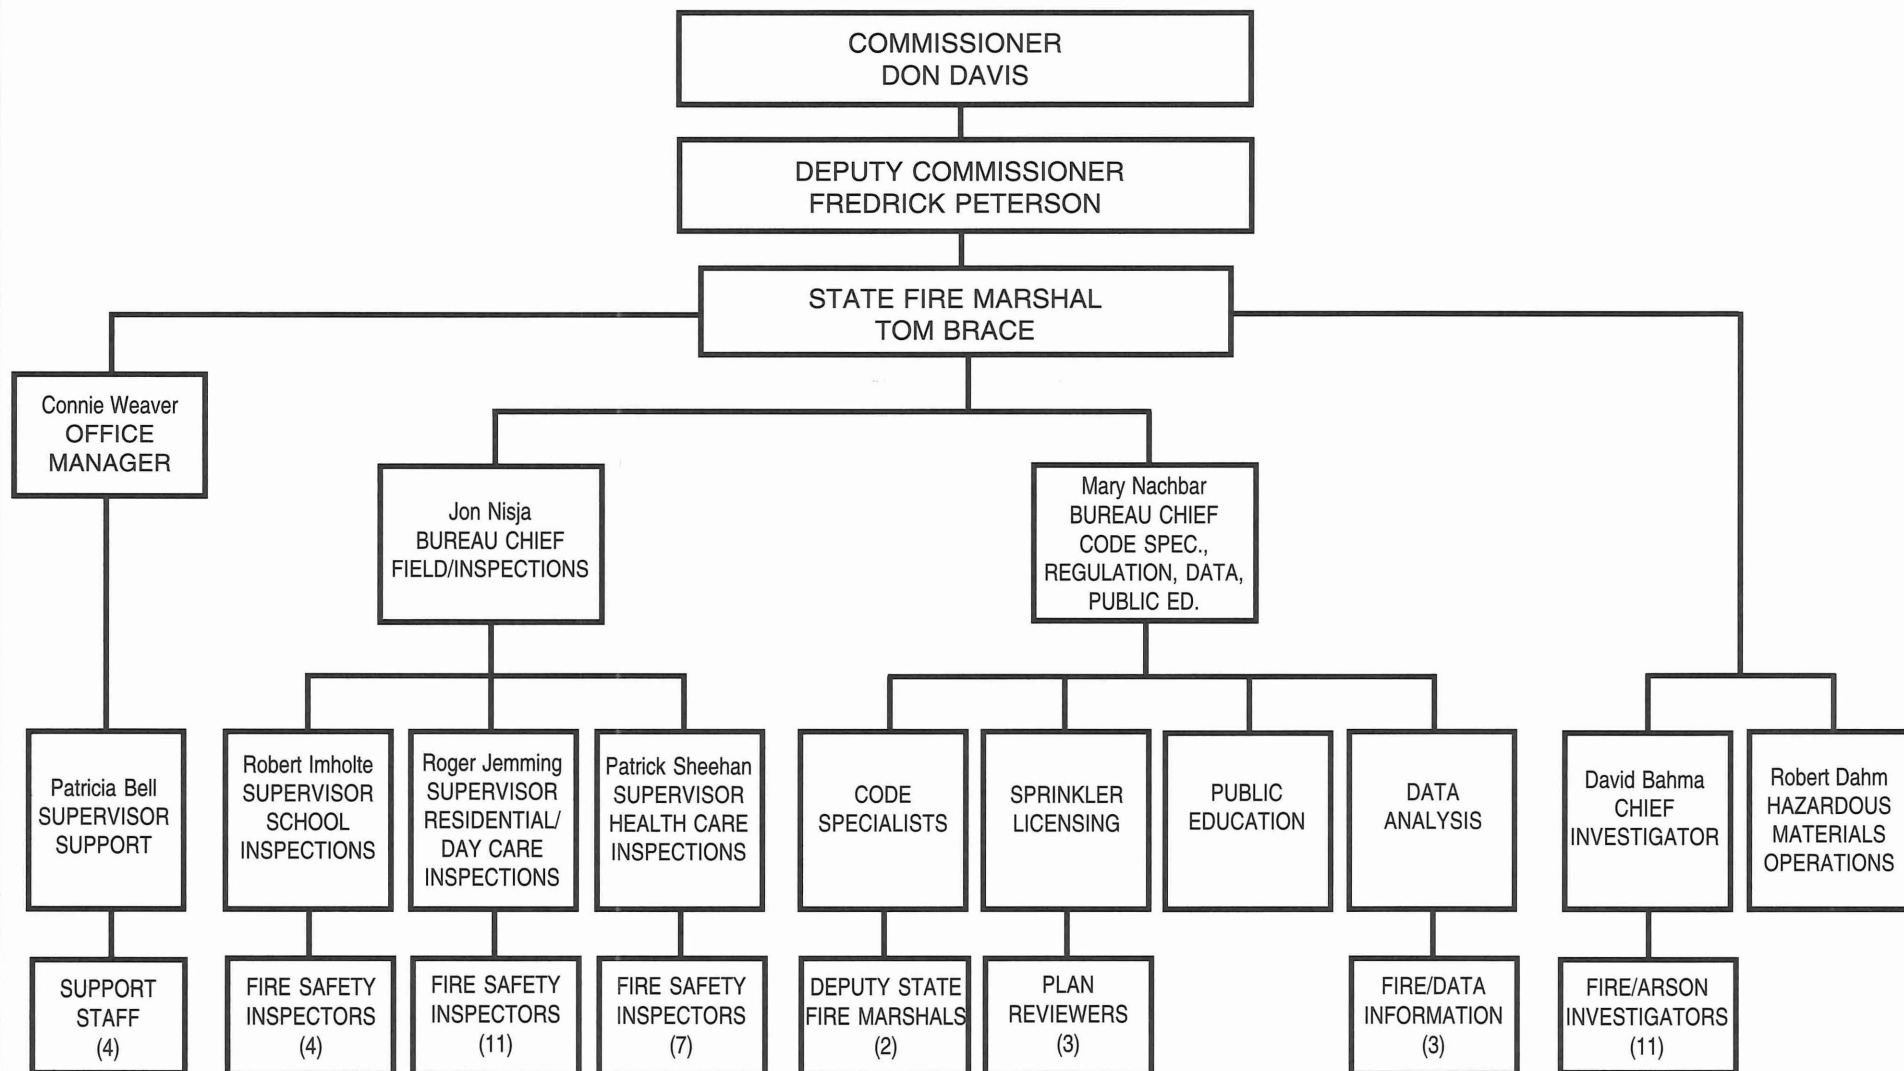 COMMISSIONER
DON DAVIS
DEPUTY COMMISSIONER
FREDRICK PETERSON
STATE FIRE MARSHAL
TOM BRACE
Connie Weaver
OFFICE
MANAGER
Jon Nisja
BUREAU CHIEF
FIELD/INSPECTIONS
Mary Nachbar
BUREAU CHIEF
CODE SPEC.,
REGULATION, DATA,
PUBLIC ED.
Patricia Bell
SUPERVISOR
SUPPORT
Robert Imholte
SUPERVISOR
SCHOOL
INSPECTIONS
Roger Jemming
SUPERVISOR
RESIDENTIAL/
DAY CARE
INSPECTIONS
Patrick Sheehan
SUPERVISOR
HEALTH CARE
INSPECTIONS
CODE
SPECIALISTS
SPRINKLER
LICENSING
PUBLIC
EDUCATION
DATA
ANALYSIS
David Bahma
CHIEF
INVESTIGATOR
Robert Dahm
HAZARDOUS
MATERIALS
OPERATIONS
SUPPORT
STAFF
(4)
FIRE SAFETY
INSPECTORS
(4)
FIRE SAFETY
INSPECTORS
(11)
FIRE SAFETY
INSPECTORS
(7)
DEPUTY STATE
FIRE MARSHALS
(2)
PLAN
REVIEWERS
(3)
FIRE/DATA
INFORMATION
(3)
FIRE/ARSON
INVESTIGATORS
(11)